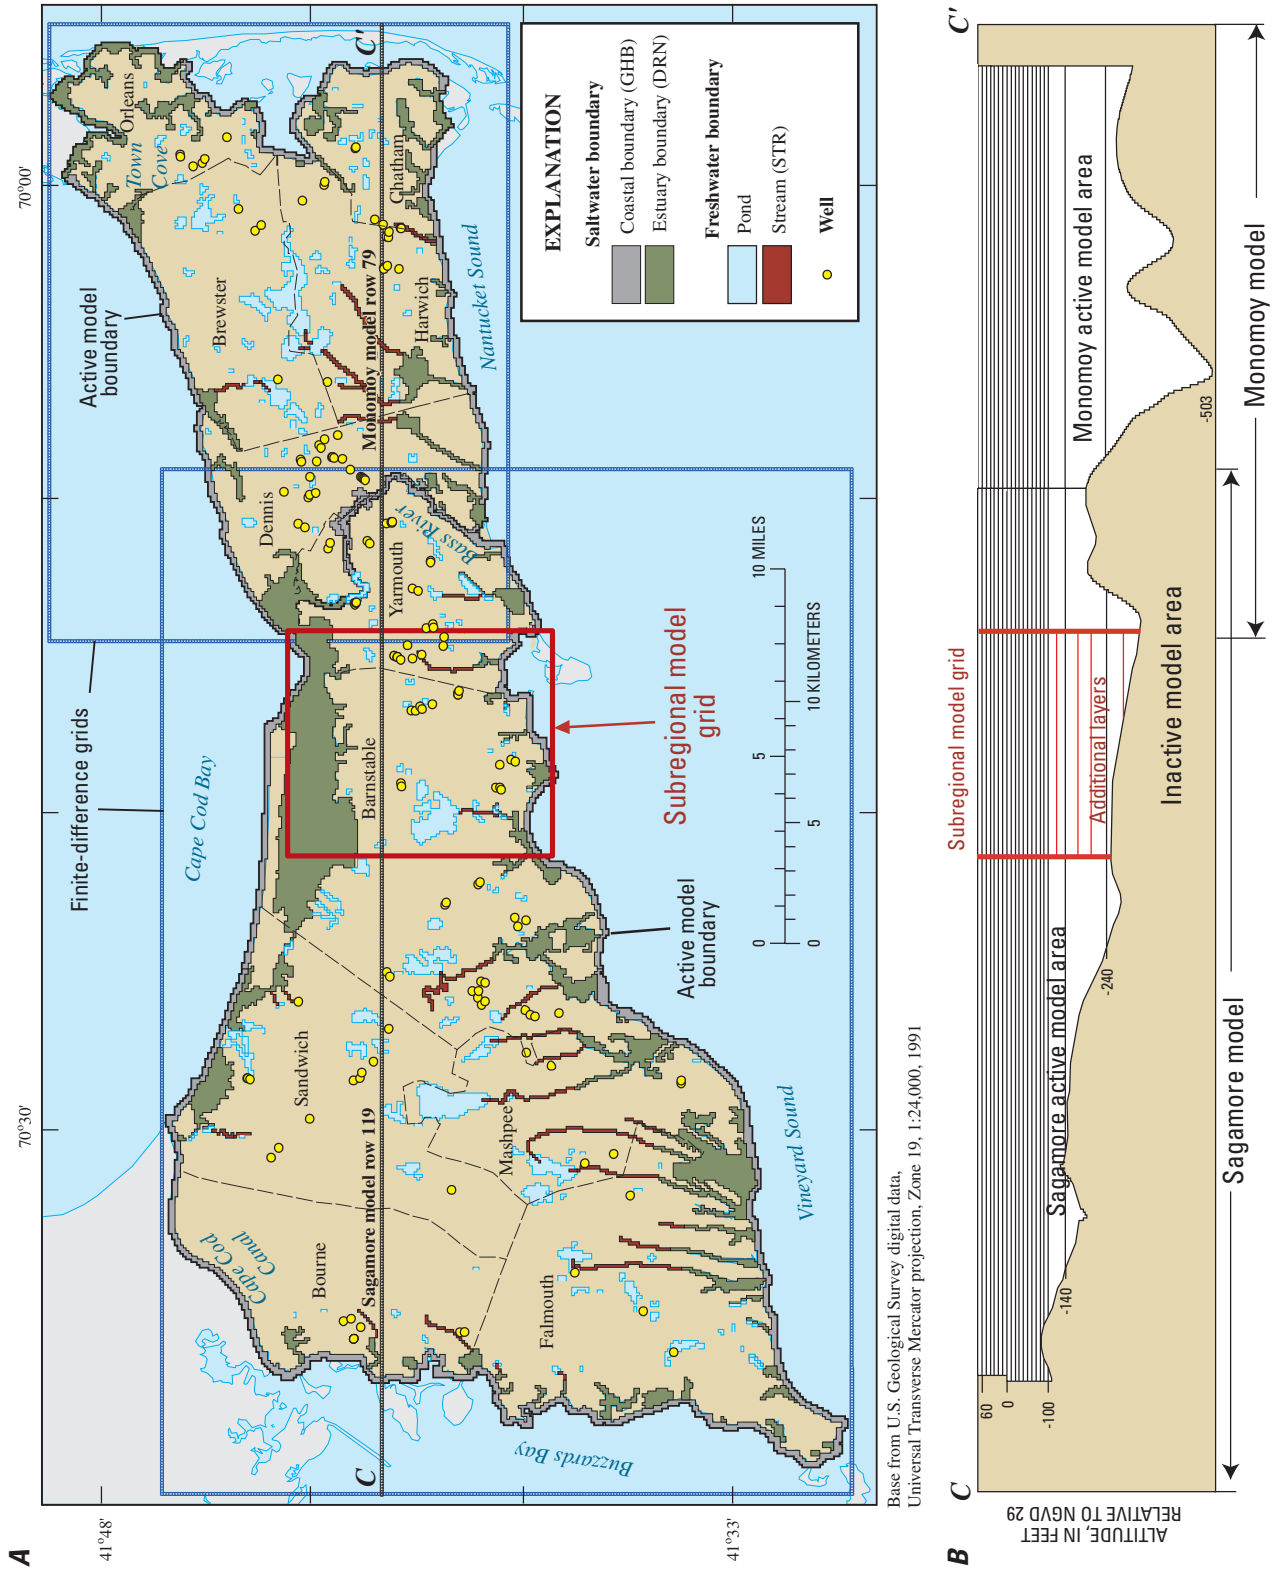 A
70°30'
70°00'
41°48'
41°33'
Finite-difference grids
Active model
boundary
Cape Cod Bay
Town
Cove
Orleans
Brewster
Dennis
Chatham
Harwich
Nantucket Sound
Monomoy model row 79
C'
Yarmouth
Bass River
Barnstable
Sandwich
Cape Cod
Canal
Bourne
Sagamore model row 119
C
Mashpee
Falmouth
Buzzards Bay
Vineyard Sound
Active model
boundary
Subregional model
grid
0 5 10 MILES
0 5 10 KILOMETERS
EXPLANATION
Saltwater boundary
Coastal boundary (GHB)
Estuary boundary (DRN)
Freshwater boundary
Pond
Stream (STR)
Well
Base from U.S. Geological Survey digital data,
Universal Transverse Mercator projection, Zone 19, 1:24,000, 1991
B
C
C'
ALTITUDE, IN FEET
RELATIVE TO NGVD 29
60
0
-100
-140
-240
-503
Subregional model grid
Sagamore active model area
Additional layers
Monomoy active model area
Inactive model area
Sagamore model
Monomoy model